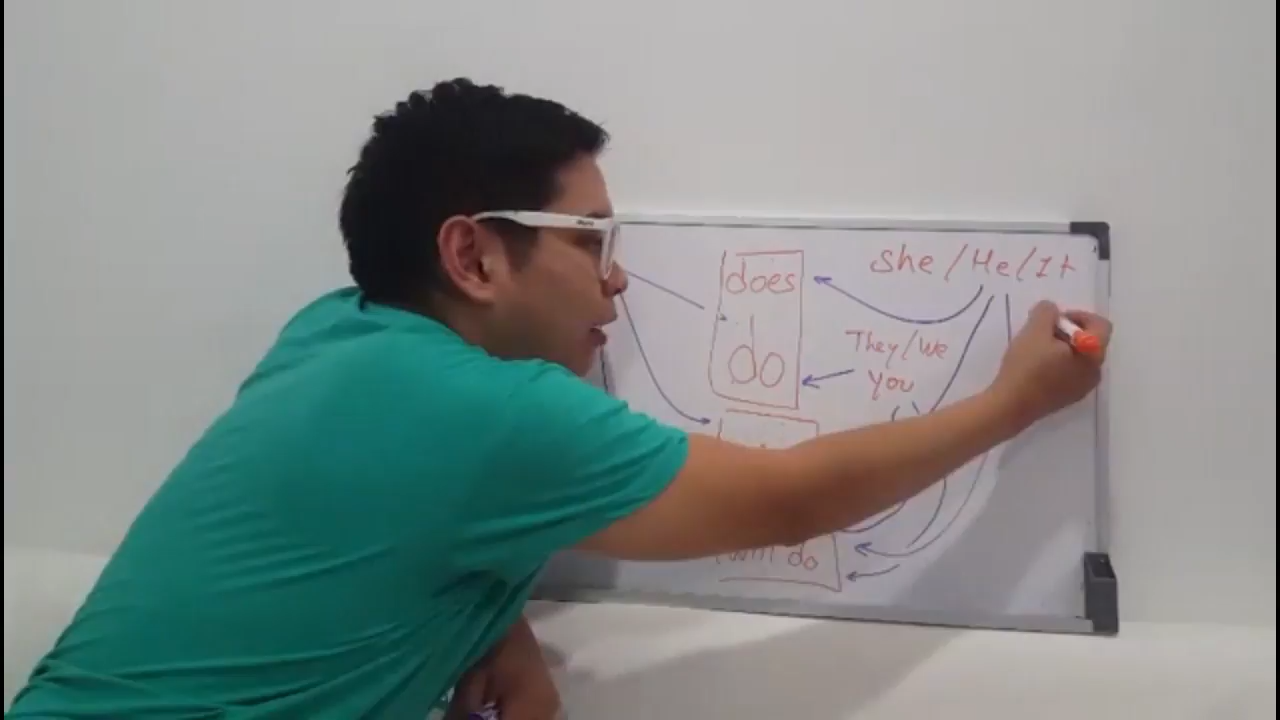 does
She / He / It
do
They / We
You
will do